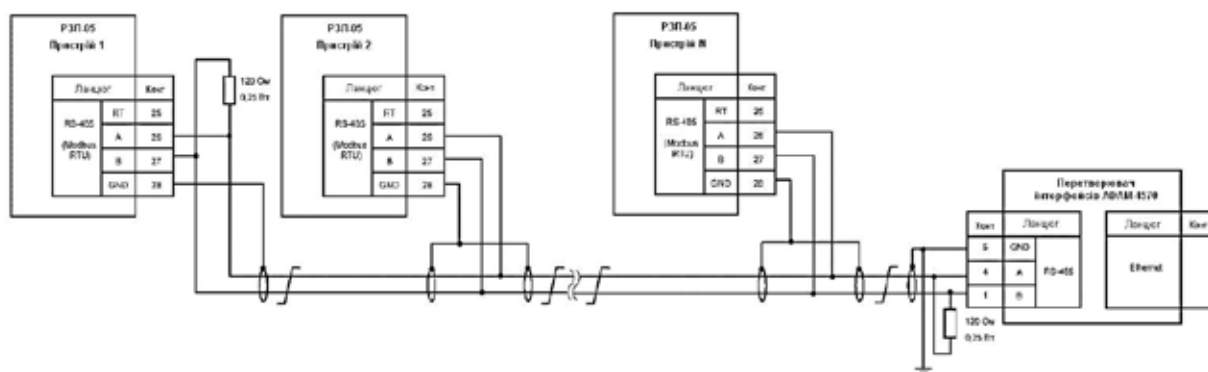 РЗЛ-05
Пристрій 1
Ланцюг Конт
RS-485
(Modbus
RTU)
RT 25
A 26
B 27
GND 28
120 Ом
0,25 Вт
РЗЛ-05
Пристрій 2
Ланцюг Конт
RS-485
(Modbus
RTU)
RT 25
A 26
B 27
GND 28
РЗЛ-05
Пристрій N
Ланцюг Конт
RS-485
(Modbus
RTU)
RT 25
A 26
B 27
GND 28
Перетворювач
інтерфейсів ADAM-4570
Конт Ланцюг
5 GND
4 A
1 B
RS-485
Ланцюг Конт
Ethernet
120 Ом
0,25 Вт